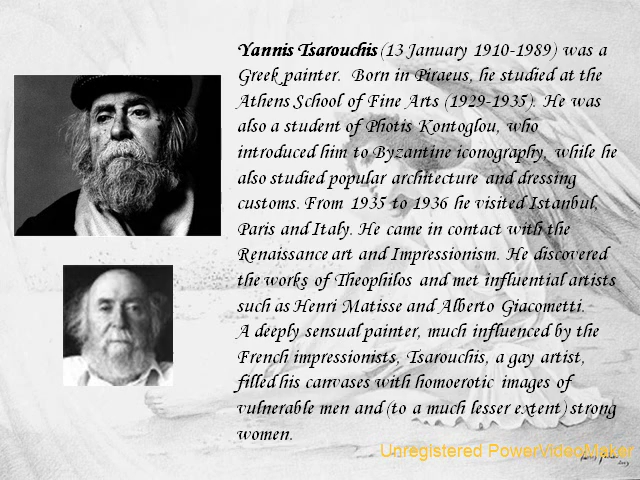 Yannis Tsarouchis (13 January 1910-1989) was a
Greek painter. Born in Piraeus, he studied at the
Athens School of Fine Arts (1929-1935). He was
also a student of Photis Kontoglou, who
introduced him to Byzantine iconography, while he
also studied popular architecture and dressing
customs. From 1935 to 1936 he visited Istanbul,
Paris and Italy. He came in contact with the
Renaissance art and Impressionism. He discovered
the works of Theophilos and met influential artists
such as Henri Matisse and Alberto Giacometti.
A deeply sensual painter, much influenced by the
French impressionists, Tsarouchis, a gay artist,
filled his canvases with homoerotic images of
vulnerable men and (to a much lesser extent) strong
women.
Unregistered PowerVideoMaker